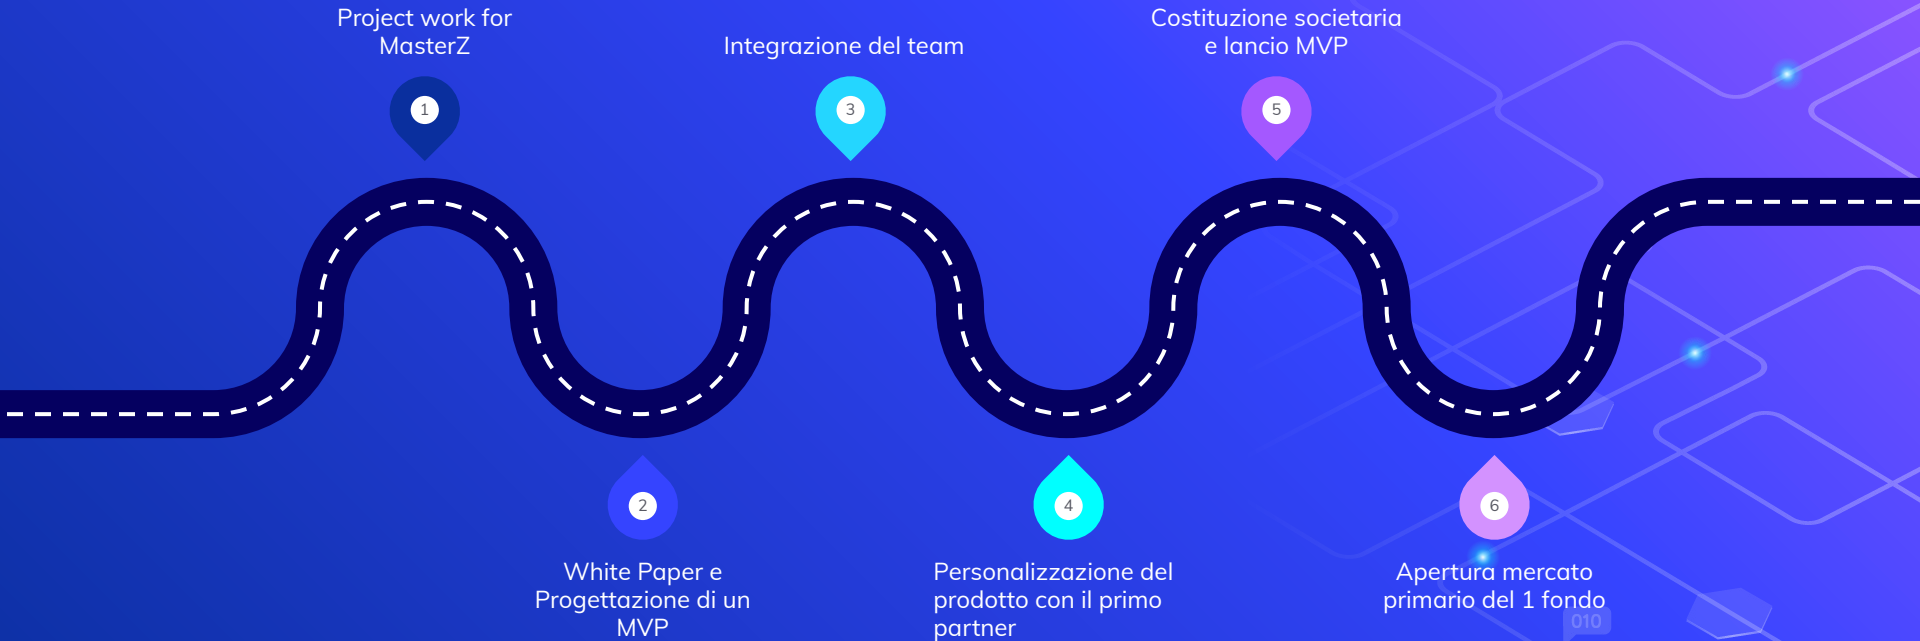 Project work for
MasterZ
1
White Paper e
Progettazione di un
MVP
2
Integrazione del team
3
Personalizzazione del
prodotto con il primo
partner
4
Costituzione societaria
e lancio MVP
5
Apertura mercato
primario del 1 fondo
6
010